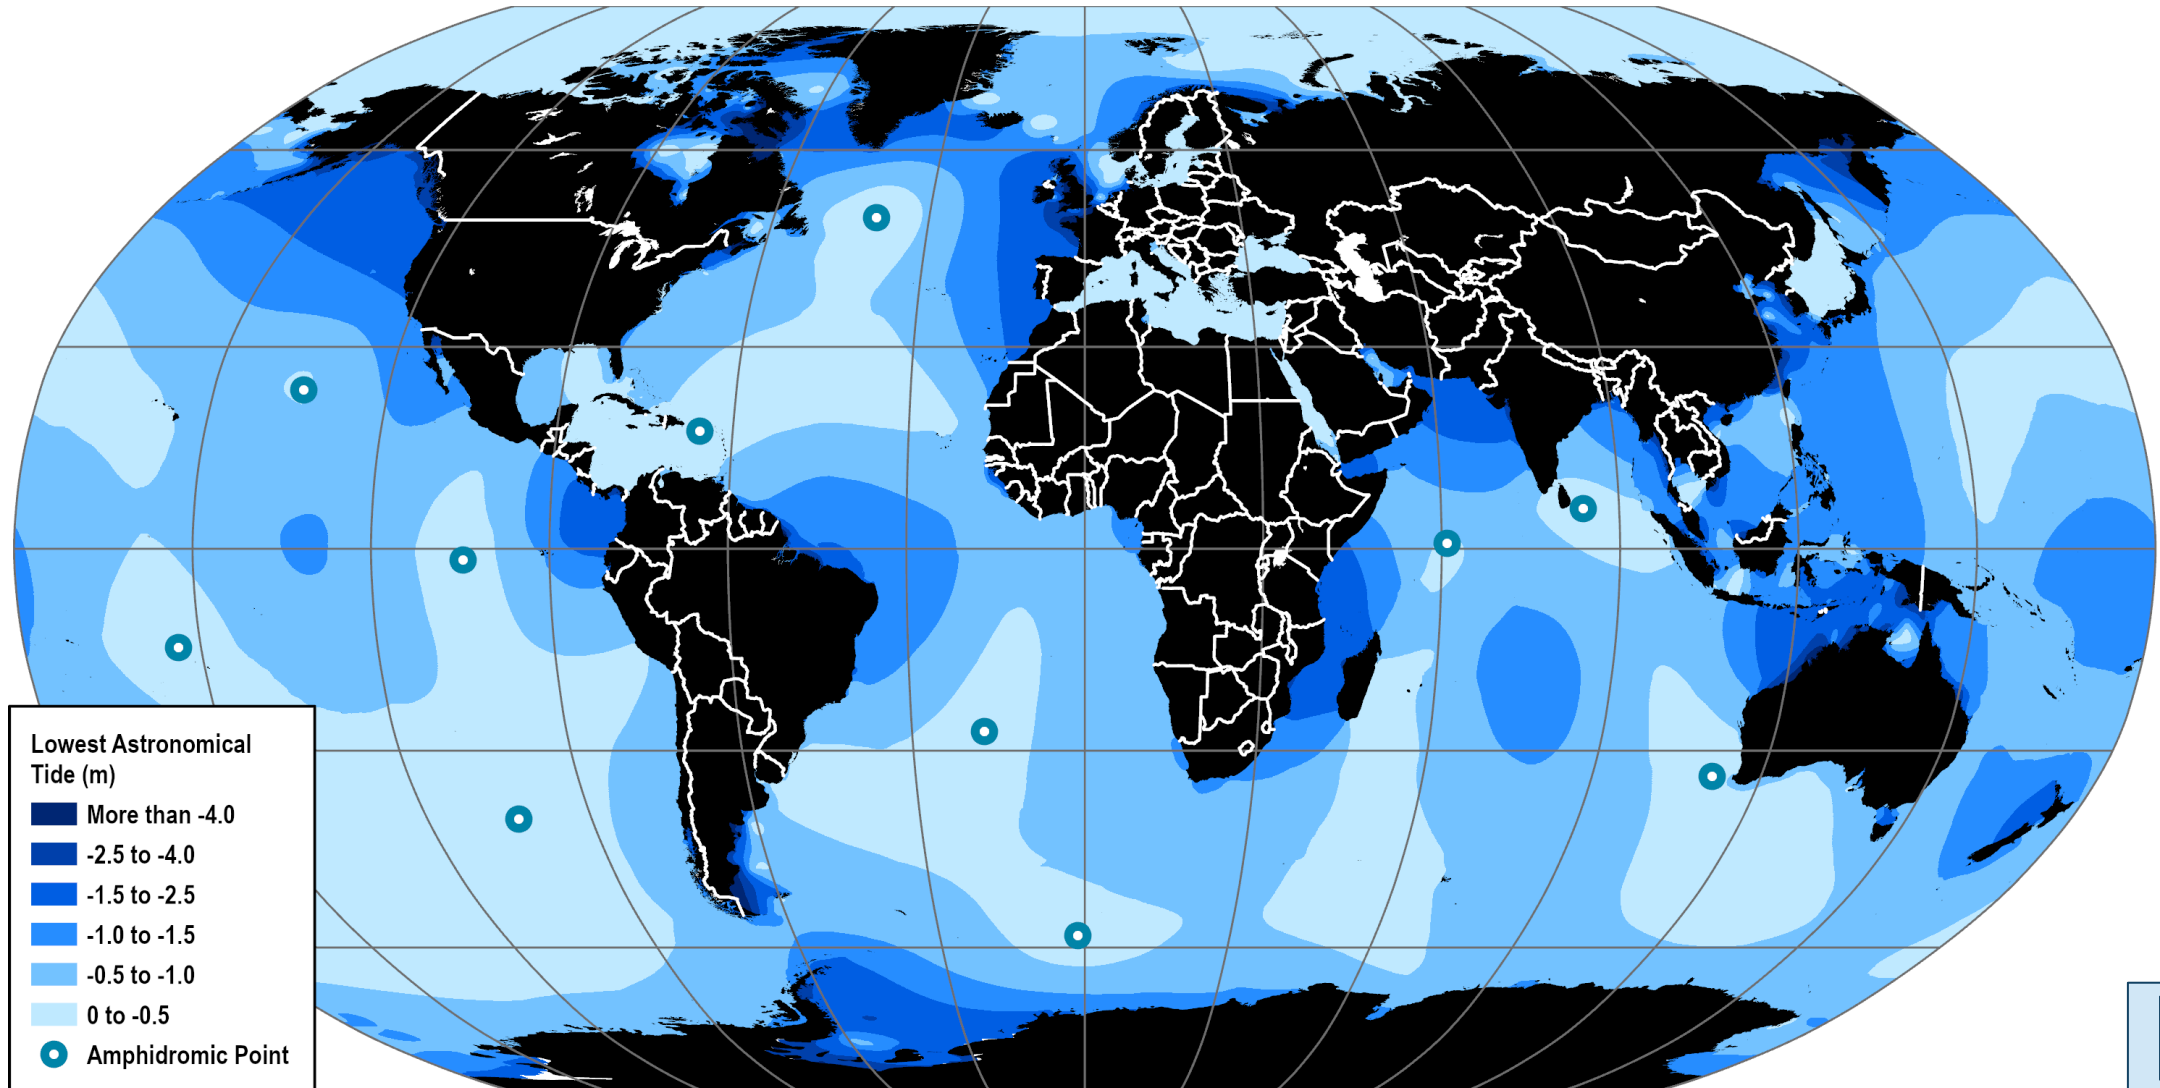 Lowest Astronomical
Tide (m)
More than -4.0
-2.5 to -4.0
-1.5 to -2.5
-1.0 to -1.5
-0.5 to -1.0
0 to -0.5
Amphidromic Point